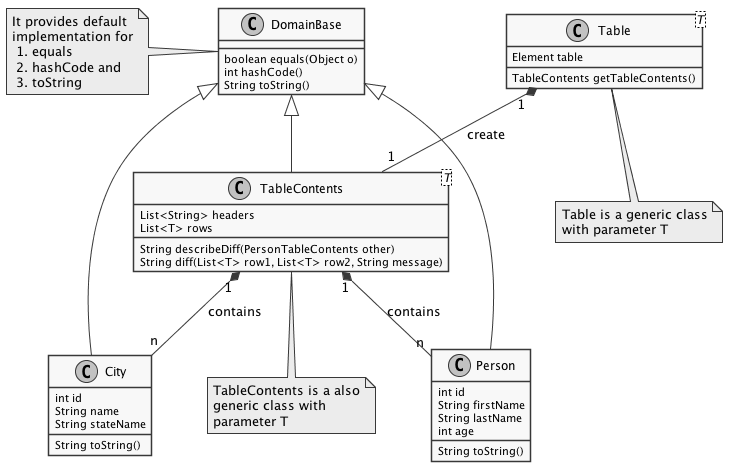 It provides default
implementation for
1. equals
2. hashCode and
3. toString
C DomainBase
boolean equals(Object o)
int hashCode()
String toString()
C Table
T
Element table
TableContents getTableContents()
1
create
1
Table is a generic class
with parameter T
C TableContents
T
List<String> headers
List<T> rows
String describeDiff(PersonTableContents other)
String diff(List<T> row1, List<T> row2, String message)
1
contains
n
1
contains
n
C City
int id
String name
String stateName
String toString()
TableContents is a also
generic class with
parameter T
C Person
int id
String firstName
String lastName
int age
String toString()